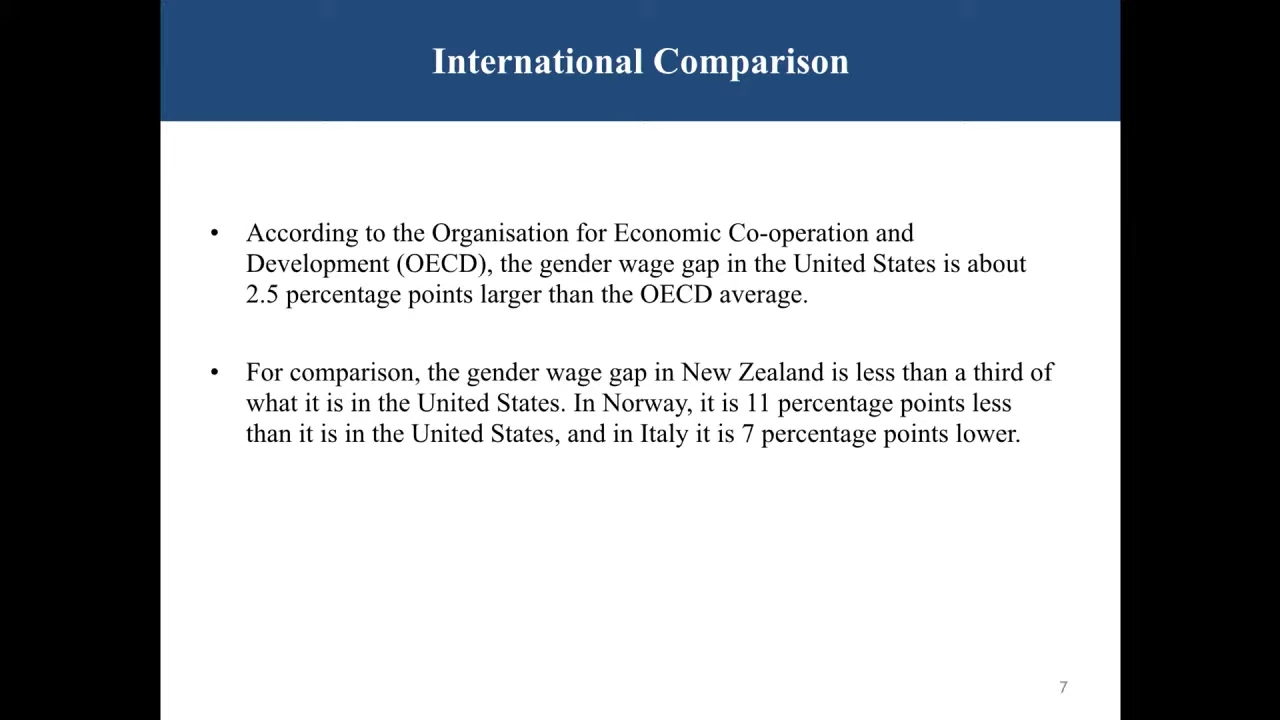 International Comparison
• According to the Organisation for Economic Co-operation and
Development (OECD), the gender wage gap in the United States is about
2.5 percentage points larger than the OECD average.
• For comparison, the gender wage gap in New Zealand is less than a third of
what it is in the United States. In Norway, it is 11 percentage points less
than it is in the United States, and in Italy it is 7 percentage points lower.
7